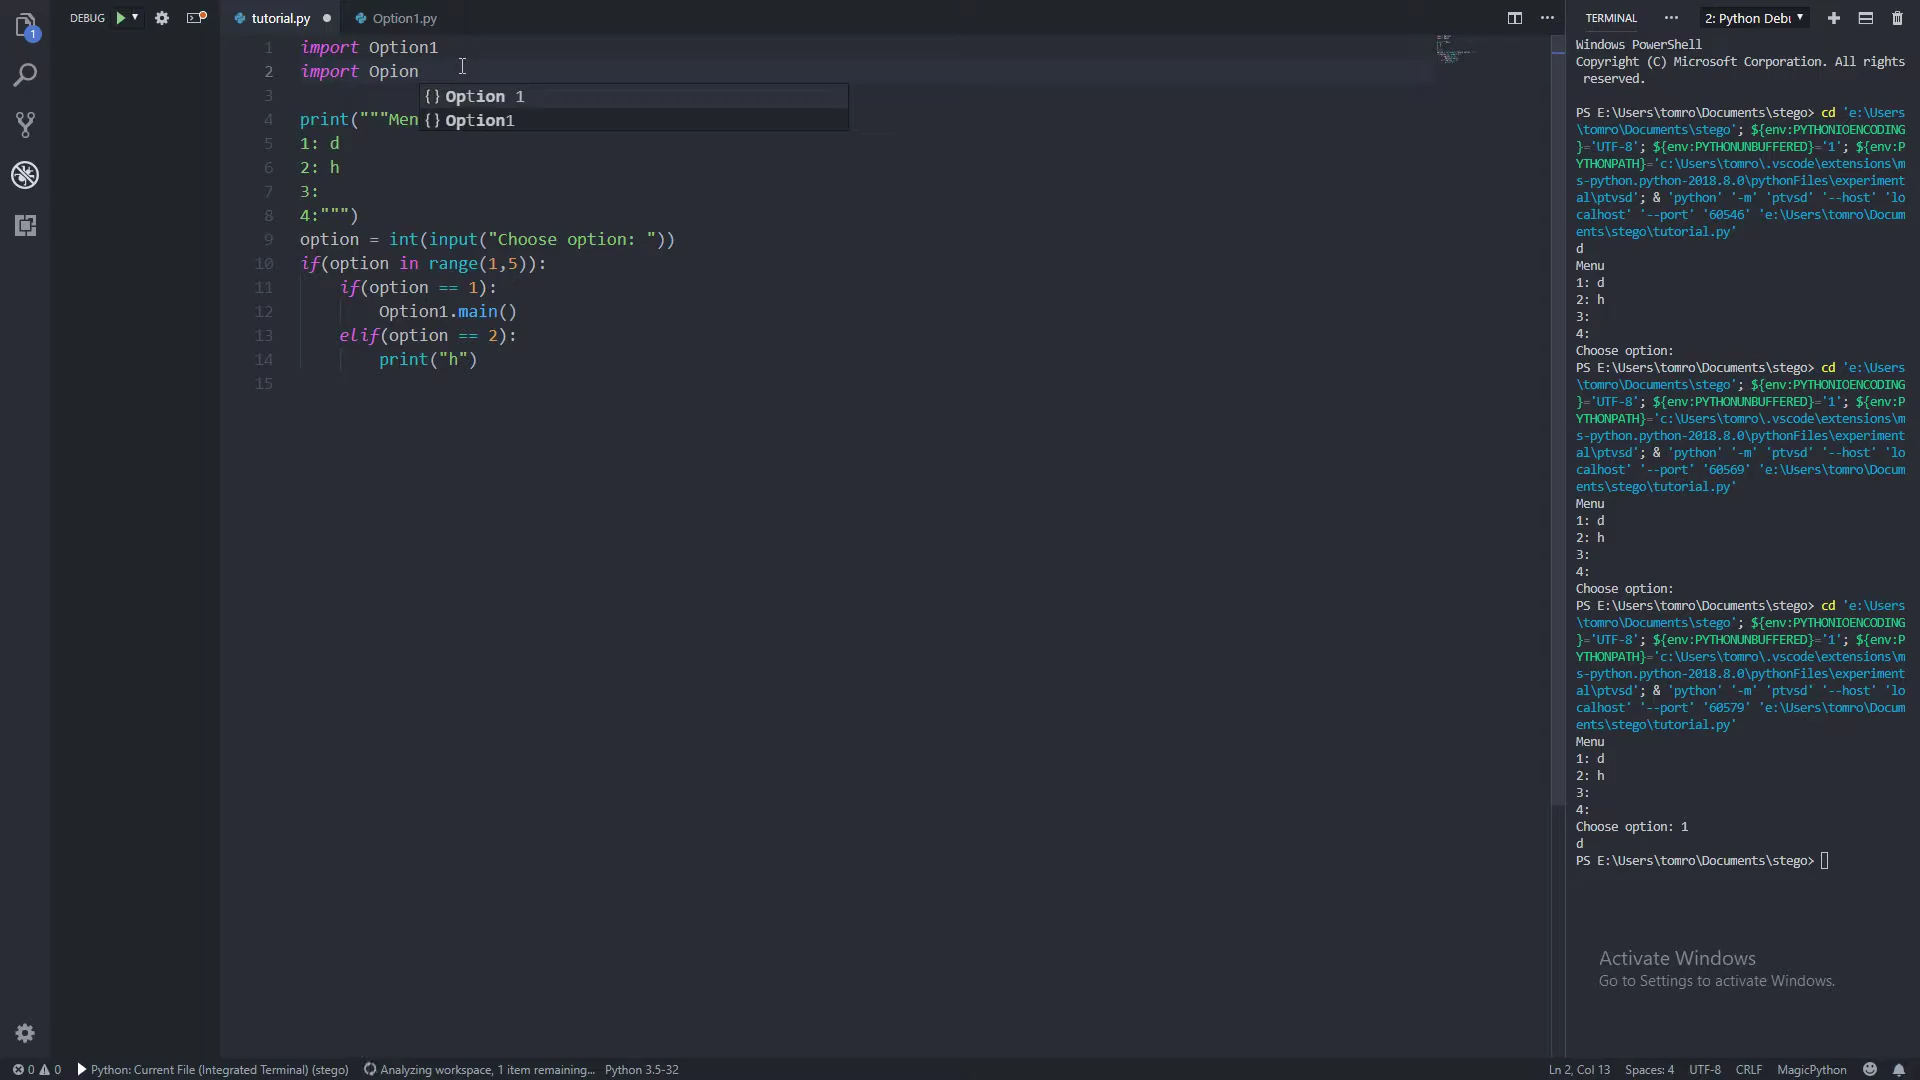 1
DEBUG
tutorial.py
Option1.py
1 import Option1
2 import Opion
{} Option 1
{} Option1
3
4 print("""Men
5 1: d
6 2: h
7 3:
8 4:""")
9 option = int(input("Choose option: "))
10 if(option in range(1,5)):
11 if(option == 1):
12 Option1.main()
13 elif(option == 2):
14 print("h")
15
TERMINAL ··· 2: Python Debu
Windows PowerShell
Copyright (C) Microsoft Corporation. All rights
reserved.
PS E:\Users\tomro\Documents\stego> cd 'e:\Users
\tomro\Documents\stego'; ${env:PYTHONIOENCODING
}='UTF-8'; ${env:PYTHONUNBUFFERED}='1'; ${env:P
YTHONPATH}='c:\Users\tomro\.vscode\extensions\m
s-python.python-2018.8.0\pythonFiles\experiment
al\ptvsd'; & 'python' '-m' 'ptvsd' '--host' 'lo
calhost' '--port' '60546' 'e:\Users\tomro\Docum
ents\stego\tutorial.py'
d
Menu
1: d
2: h
3:
4:
Choose option:
PS E:\Users\tomro\Documents\stego> cd 'e:\Users
\tomro\Documents\stego'; ${env:PYTHONIOENCODING
}='UTF-8'; ${env:PYTHONUNBUFFERED}='1'; ${env:P
YTHONPATH}='c:\Users\tomro\.vscode\extensions\m
s-python.python-2018.8.0\pythonFiles\experiment
al\ptvsd'; & 'python' '-m' 'ptvsd' '--host' 'lo
calhost' '--port' '60569' 'e:\Users\tomro\Docum
ents\stego\tutorial.py'
Menu
1: d
2: h
3:
4:
Choose option:
PS E:\Users\tomro\Documents\stego> cd 'e:\Users
\tomro\Documents\stego'; ${env:PYTHONIOENCODING
}='UTF-8'; ${env:PYTHONUNBUFFERED}='1'; ${env:P
YTHONPATH}='c:\Users\tomro\.vscode\extensions\m
s-python.python-2018.8.0\pythonFiles\experiment
al\ptvsd'; & 'python' '-m' 'ptvsd' '--host' 'lo
calhost' '--port' '60579' 'e:\Users\tomro\Docum
ents\stego\tutorial.py'
Menu
1: d
2: h
3:
4:
Choose option: 1
d
PS E:\Users\tomro\Documents\stego>
Activate Windows
Go to Settings to activate Windows.
0 0 Python: Current File (Integrated Terminal) (stego) Analyzing workspace, 1 item remaining... Python 3.5-32 Ln 2, Col 13 Spaces: 4 UTF-8 CRLF MagicPython